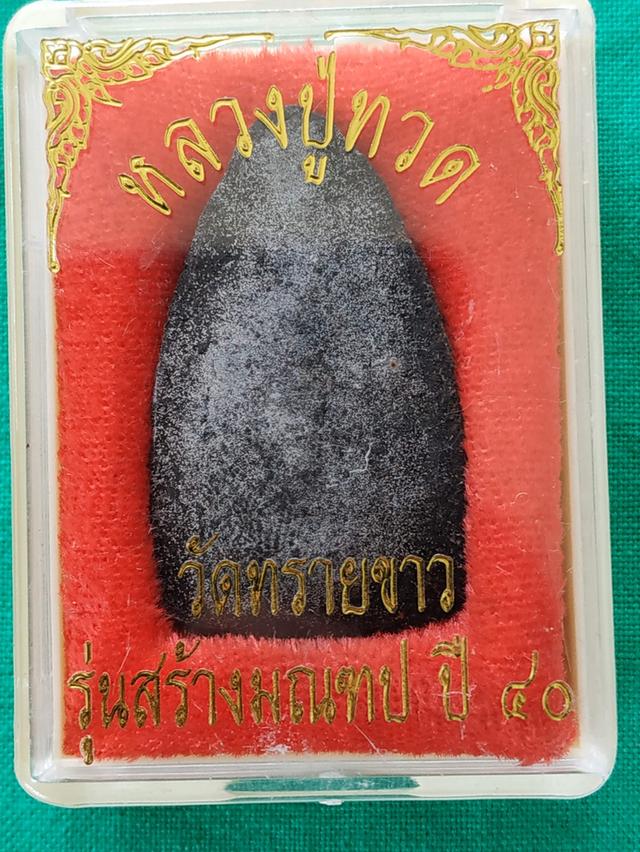 หลวงปู่ทวด
วัดทรายขาว
รุ่นสร้างมณฑป ปี ๔๐